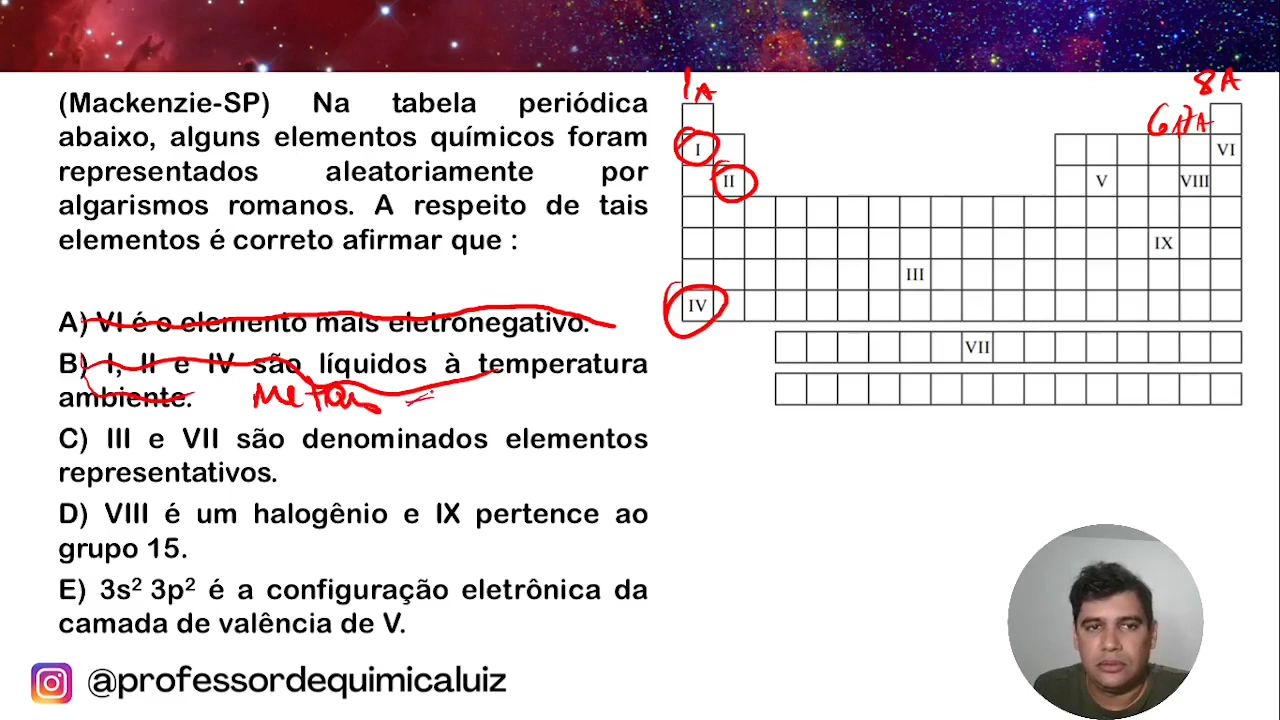 (Mackenzie-SP) Na tabela periódica
abaixo, alguns elementos químicos foram
representados aleatoriamente por
algarismos romanos. A respeito de tais
elementos é correto afirmar que :
A) VI é o elemento mais eletronegativo.
B) I, II e IV são líquidos à temperatura
ambiente.
Metais
C) III e VII são denominados elementos
representativos.
D) VIII é um halogênio e IX pertence ao
grupo 15.
E) 3s² 3p² é a configuração eletrônica da
camada de valência de V.
@professordequimicaluiz
1A
8A
6A 7A
I
VI
II
V
VIII
IX
III
IV
VII